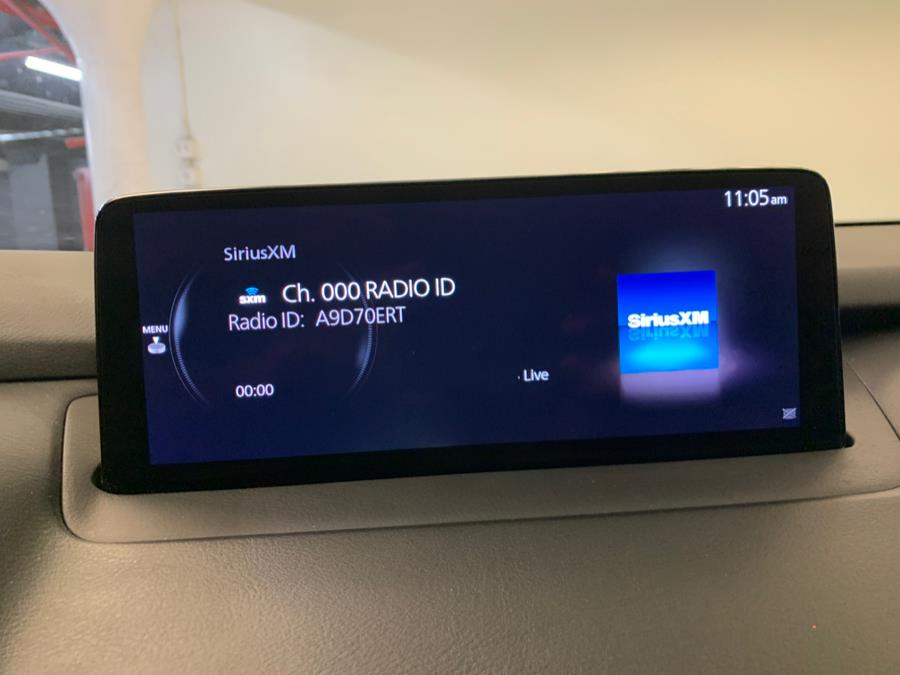 11:05am
SiriusXM
sxm Ch. 000 RADIO ID
Radio ID: A9D70ERT
MENU
SiriusXM
Live
00:00